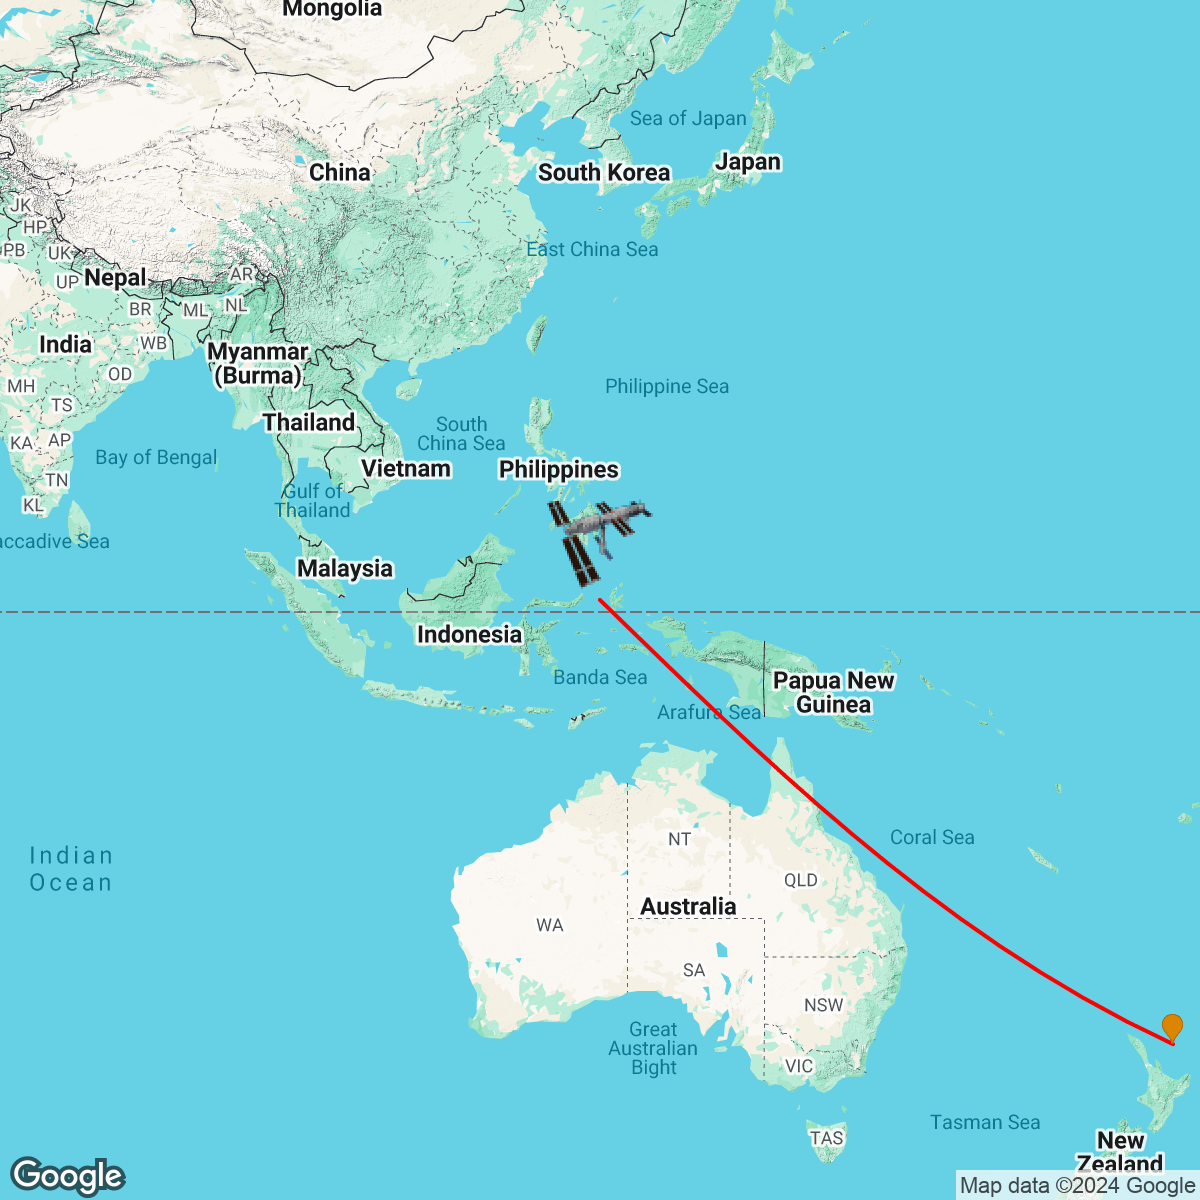 Mongolia
Sea of Japan
Japan
China
South Korea
JK
HP
PB
UK
East China Sea
Nepal
AR
UP
BR
ML
NL
India
WB
Myanmar
(Burma)
OD
MH
TS
Philippine Sea
Thailand
South
China Sea
KA
AP
Bay of Bengal
Vietnam
Philippines
TN
KL
Gulf of
Thailand
accadive Sea
Malaysia
Indonesia
Banda Sea
Papua New
Guinea
Arafura Sea
Indian
Ocean
NT
Coral Sea
QLD
Australia
WA
SA
NSW
Great
Australian
Bight
VIC
Tasman Sea
TAS
New
Zealand
Google
Map data ©2024 Google